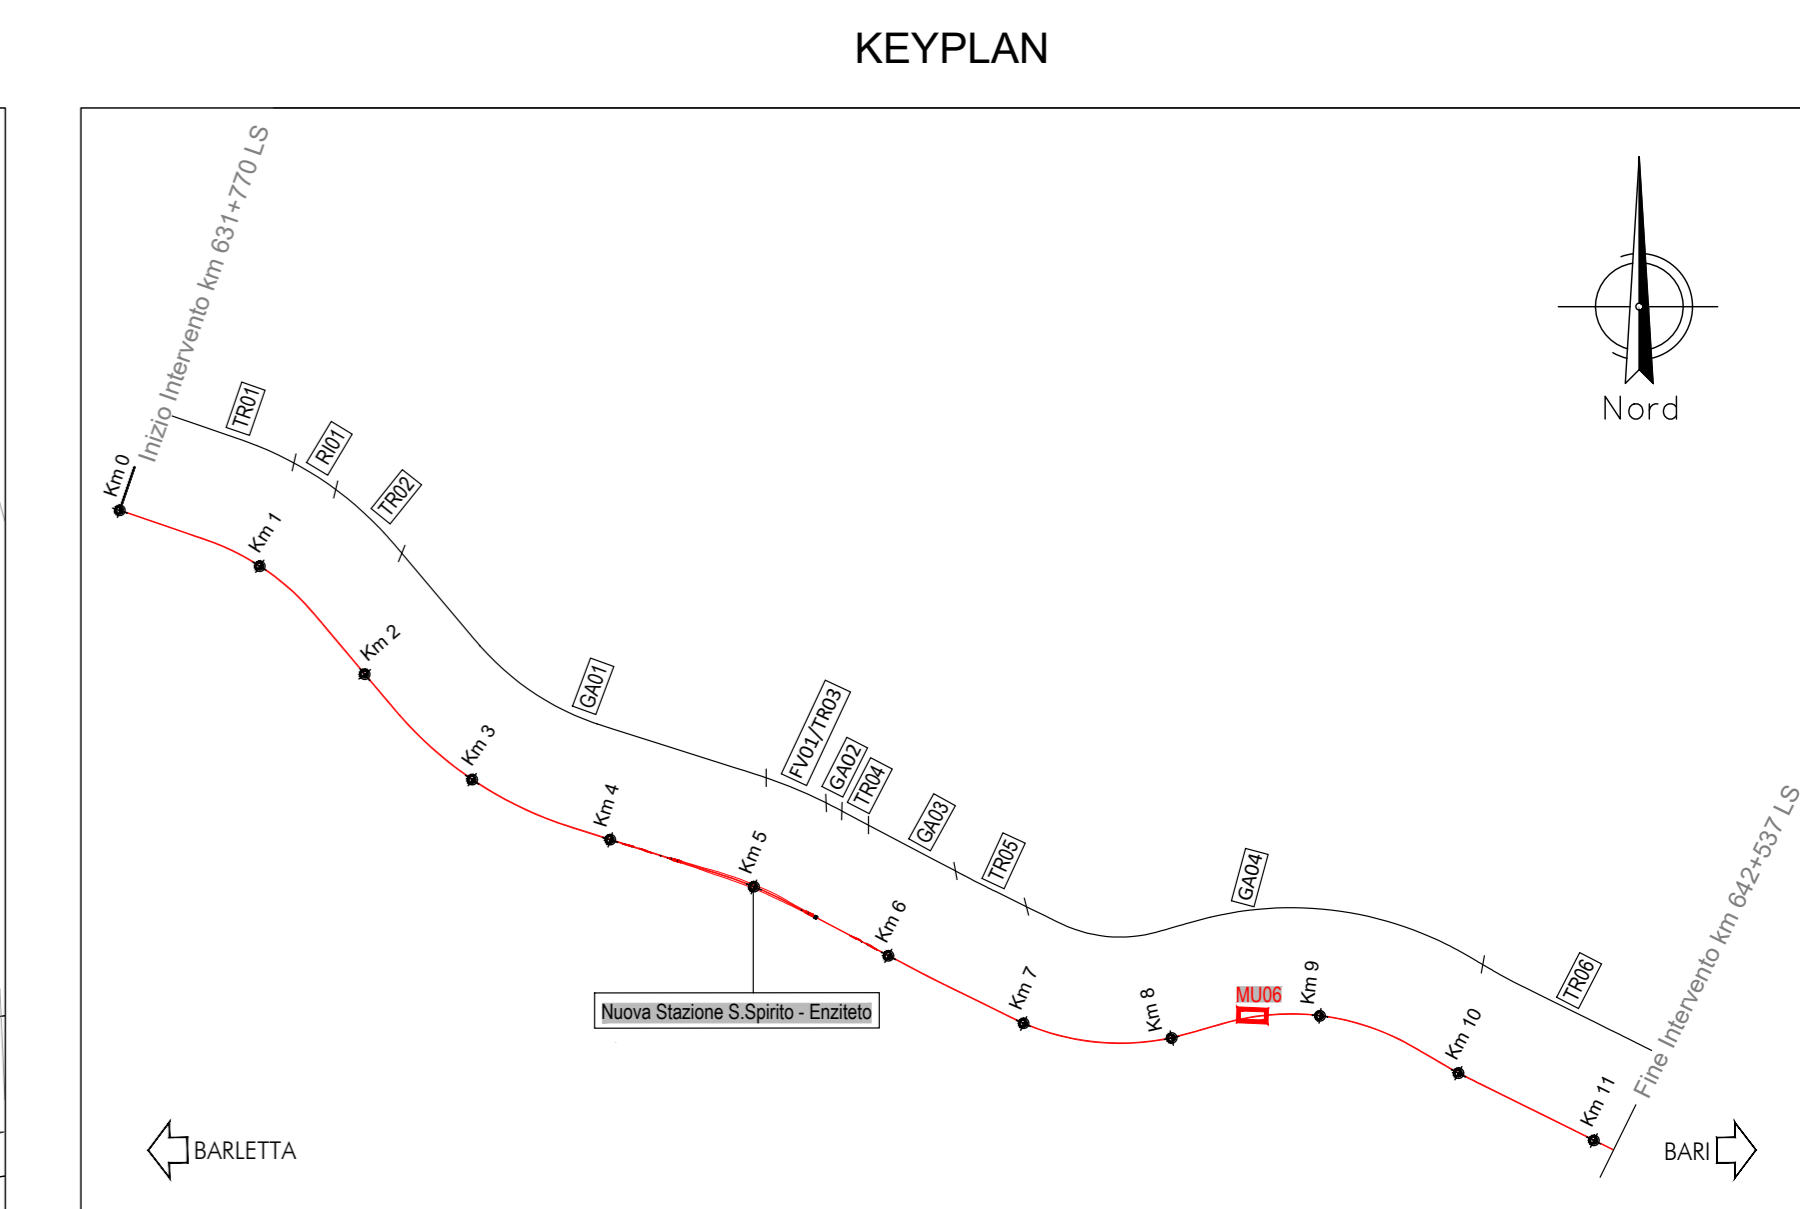 KEYPLAN
Inizio Intervento km 631+770 LS
Nord
TR01
RI01
TR02
GA01
FV01/TR03
GA02
TR04
GA03
TR05
GA04
TR06
Km 0
Km 1
Km 2
Km 3
Km 4
Km 5
Km 6
Km 7
Km 8
MU06
Km 9
Km 10
Km 11
Nuova Stazione S.Spirito - Enziteto
Fine Intervento km 642+537 LS
BARLETTA
BARI